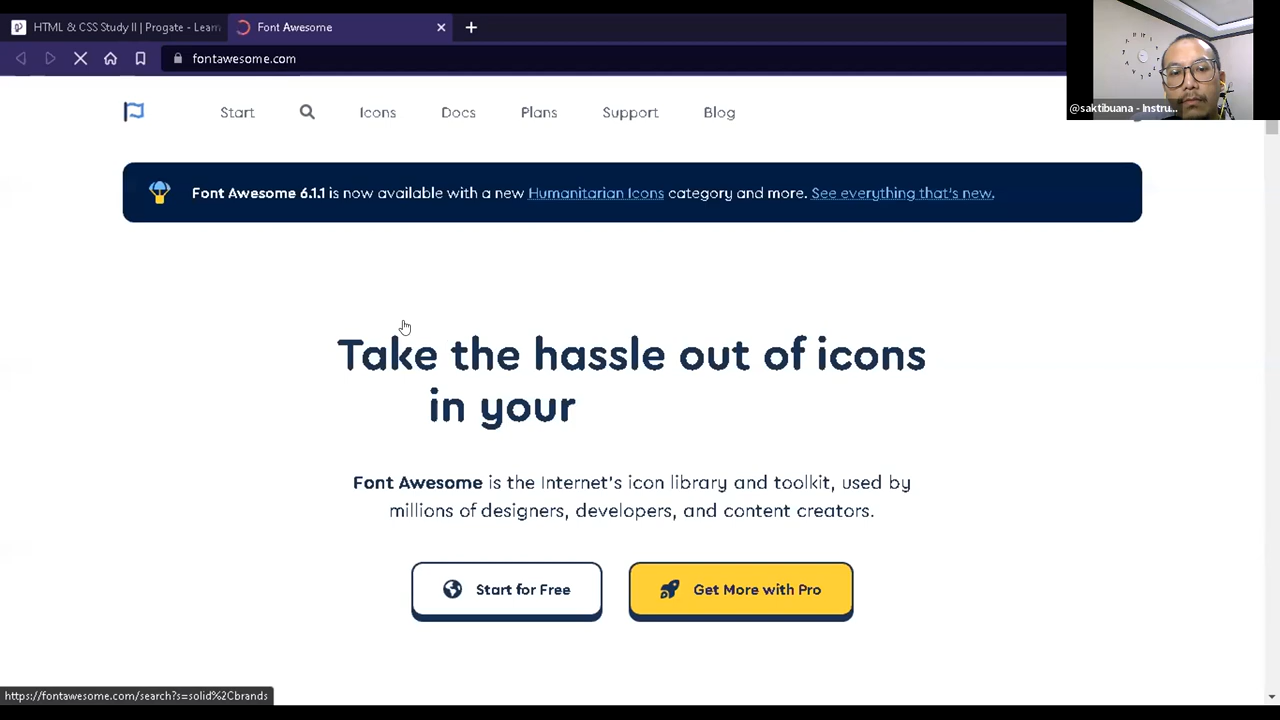 HTML & CSS Study II | Progate - Learn
Font Awesome
fontawesome.com
@saktibuana - Instru...
Start
Icons
Docs
Plans
Support
Blog
Font Awesome 6.1.1 is now available with a new Humanitarian Icons category and more. See everything that's new.
Take the hassle out of icons
in your
Font Awesome is the Internet's icon library and toolkit, used by
millions of designers, developers, and content creators.
Start for Free
Get More with Pro
https://fontawesome.com/search?s=solid%2Cbrands